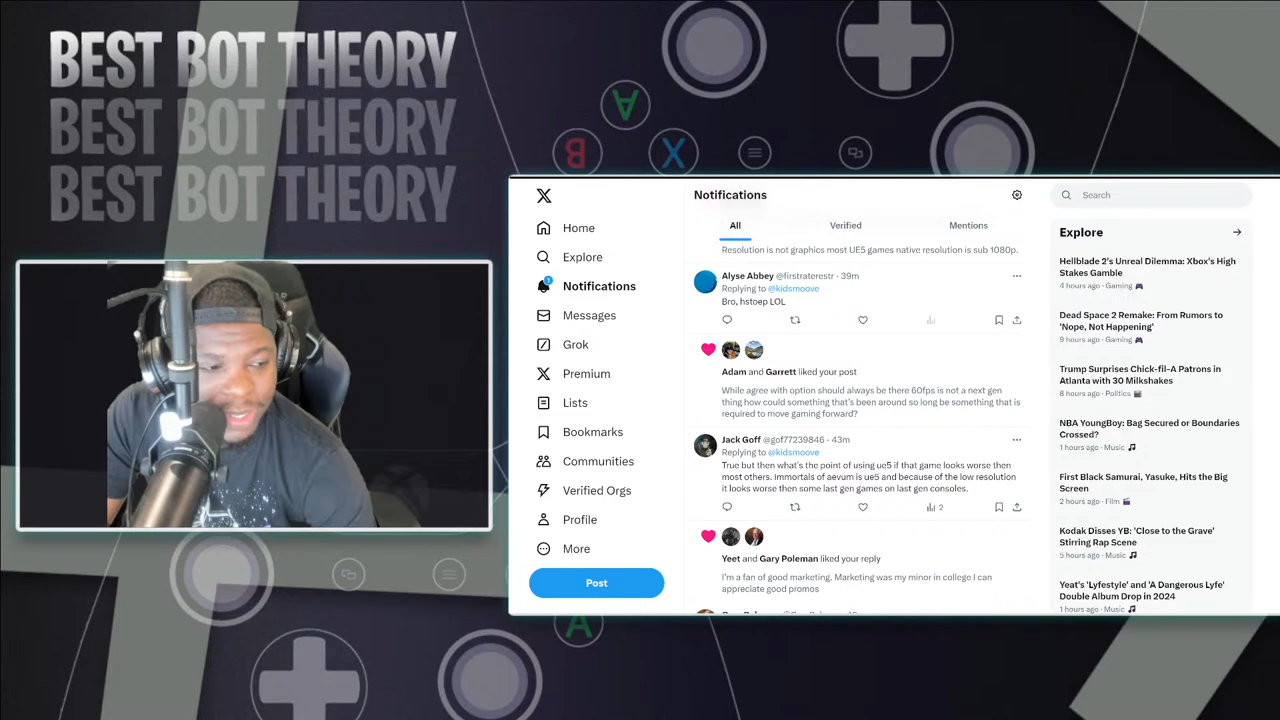 BEST BOT THEORY
BEST BOT THEORY
BEST BOT THEORY
A
B
X
Home
Explore
1
Notifications
Messages
Grok
Premium
Lists
Bookmarks
Communities
Verified Orgs
Profile
More
Post
Notifications
All
Verified
Mentions
Resolution is not graphics most UE5 games native resolution is sub 1080p.
Alyse Abbey @firstraterestr · 39m
Replying to @kidsmoove
Bro, hstoep LOL
Adam and Garrett liked your post
While agree with option should always be there 60fps is not a next gen
thing how could something that's been around so long be something that is
required to move gaming forward?
Jack Goff @gof77239846 · 43m
Replying to @kidsmoove
True but then what's the point of using ue5 if that game looks worse then
most others. Immortals of aevum is ue5 and because of the low resolution
it looks worse then some last gen games on last gen consoles.
2
Yeet and Gary Poleman liked your reply
I'm a fan of good marketing. Marketing was my minor in college I can
appreciate good promos
Search
Explore
Hellblade 2's Unreal Dilemma: Xbox's High
Stakes Gamble
4 hours ago · Gaming
Dead Space 2 Remake: From Rumors to
'Nope, Not Happening'
9 hours ago · Gaming
Trump Surprises Chick-fil-A Patrons in
Atlanta with 30 Milkshakes
8 hours ago · Politics
NBA YoungBoy: Bag Secured or Boundaries
Crossed?
1 hours ago · Music
First Black Samurai, Yasuke, Hits the Big
Screen
2 hours ago · Film
Kodak Disses YB: 'Close to the Grave'
Stirring Rap Scene
5 hours ago · Music
Yeat's 'Lyfestyle' and 'A Dangerous Lyfe'
Double Album Drop in 2024
1 hours ago · Music
A